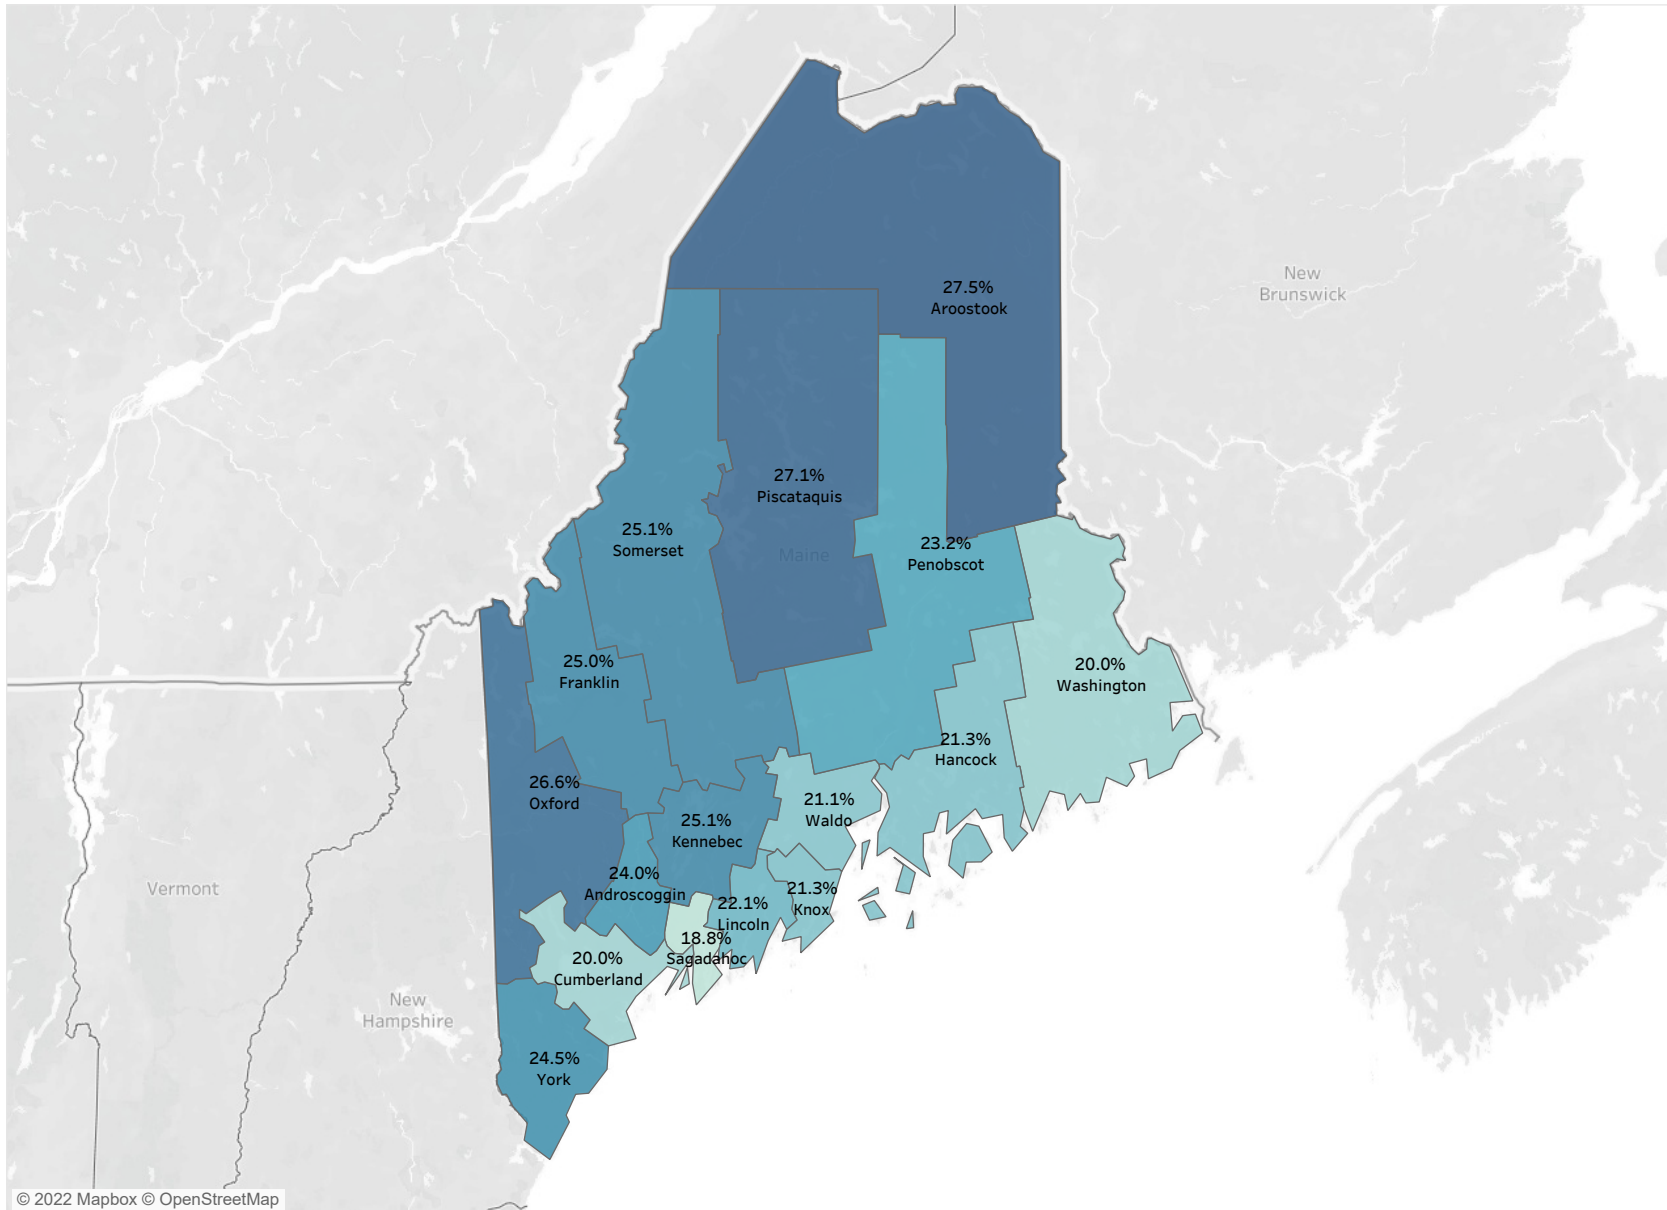 27.5%
Aroostook
New
Brunswick
27.1%
Piscataquis
25.1%
Somerset
Maine
23.2%
Penobscot
25.0%
Franklin
20.0%
Washington
21.3%
Hancock
26.6%
Oxford
21.1%
Waldo
25.1%
Kennebec
24.0%
Androscoggin
21.3%
Knox
22.1%
Lincoln
18.8%
Sagadahoc
20.0%
Cumberland
Vermont
New
Hampshire
24.5%
York
© 2022 Mapbox © OpenStreetMap